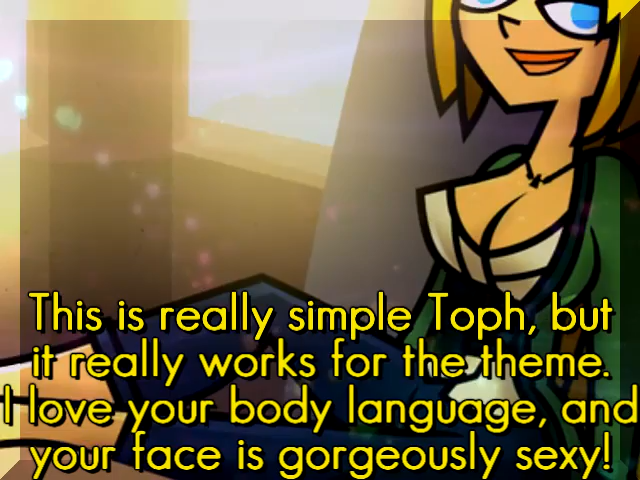 This is really simple Toph, but
it really works for the theme.
I love your body language, and
your face is gorgeously sexy!